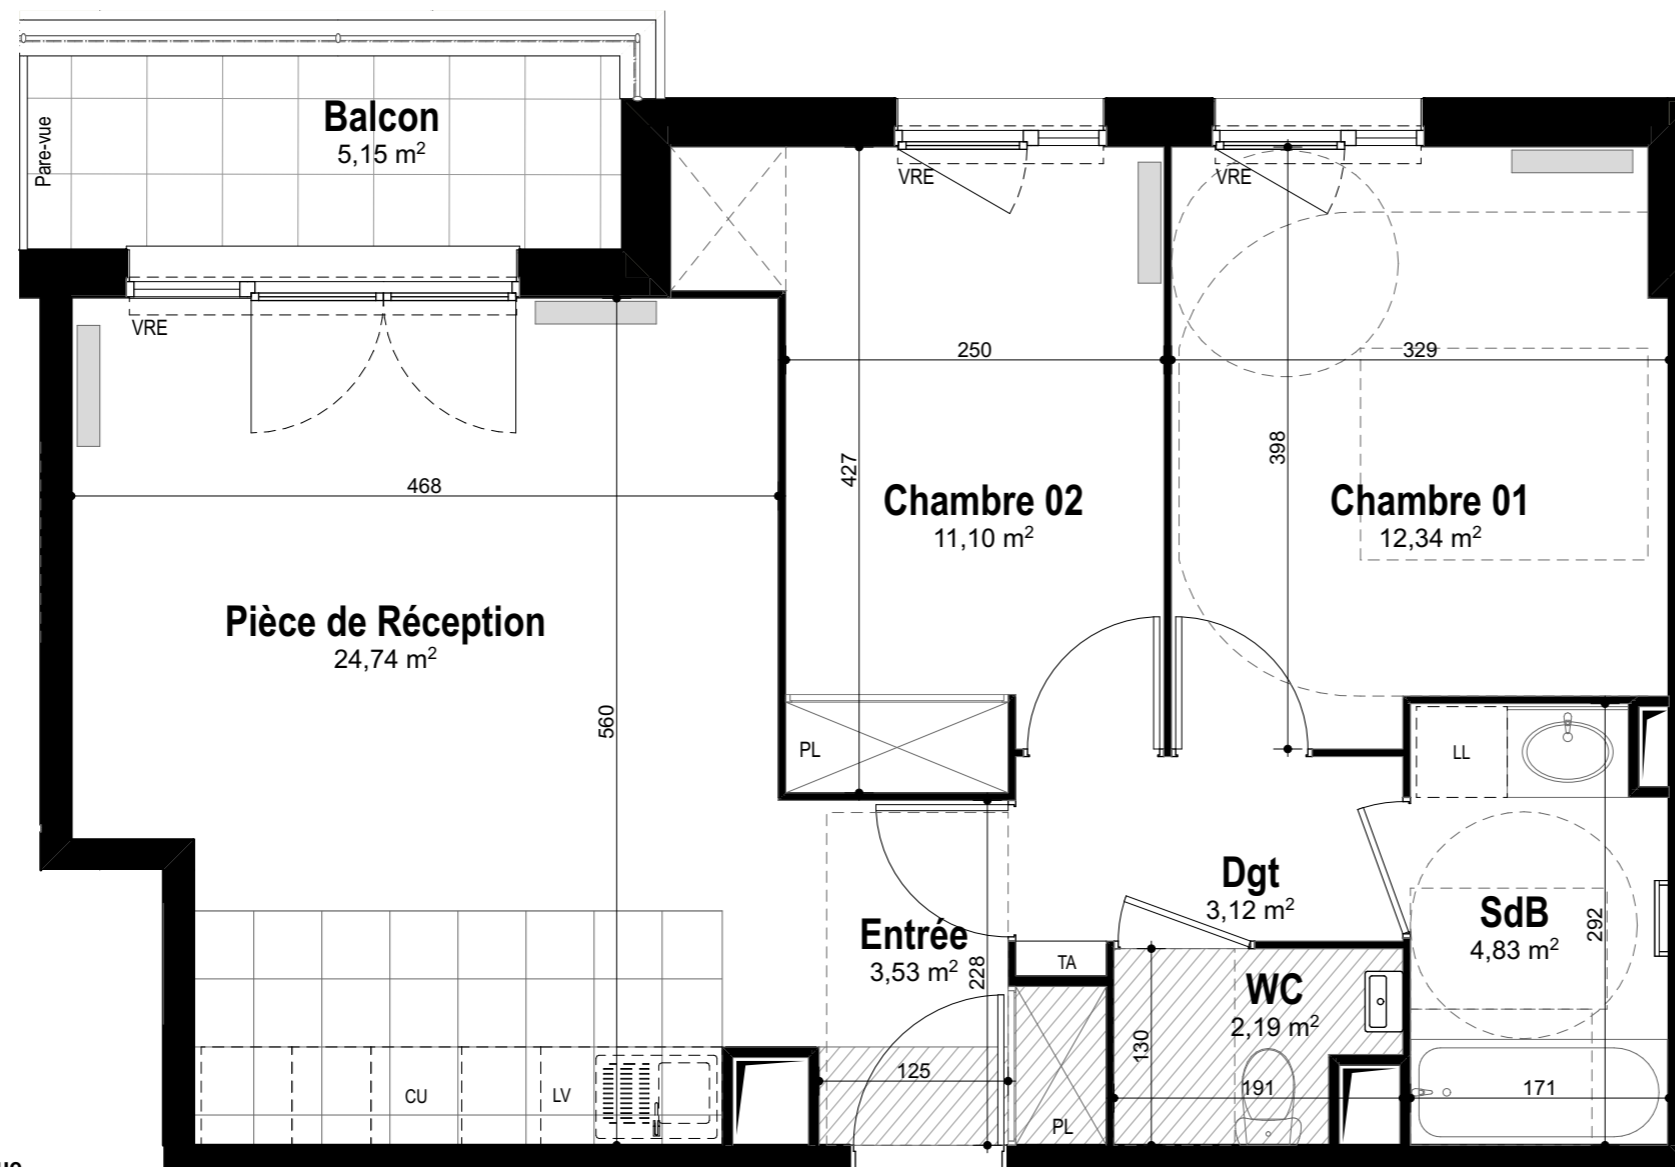 Balcon
5,15 m²
Pare-vue
VRE
VRE
VRE
250
329
427
398
468
Chambre 02
11,10 m²
Chambre 01
12,34 m²
Pièce de Réception
24,74 m²
560
PL
LL
Dgt
3,12 m²
SdB
4,83 m²
292
Entrée
3,53 m²
228
TA
WC
2,19 m²
130
125
191
171
CU
LV
PL